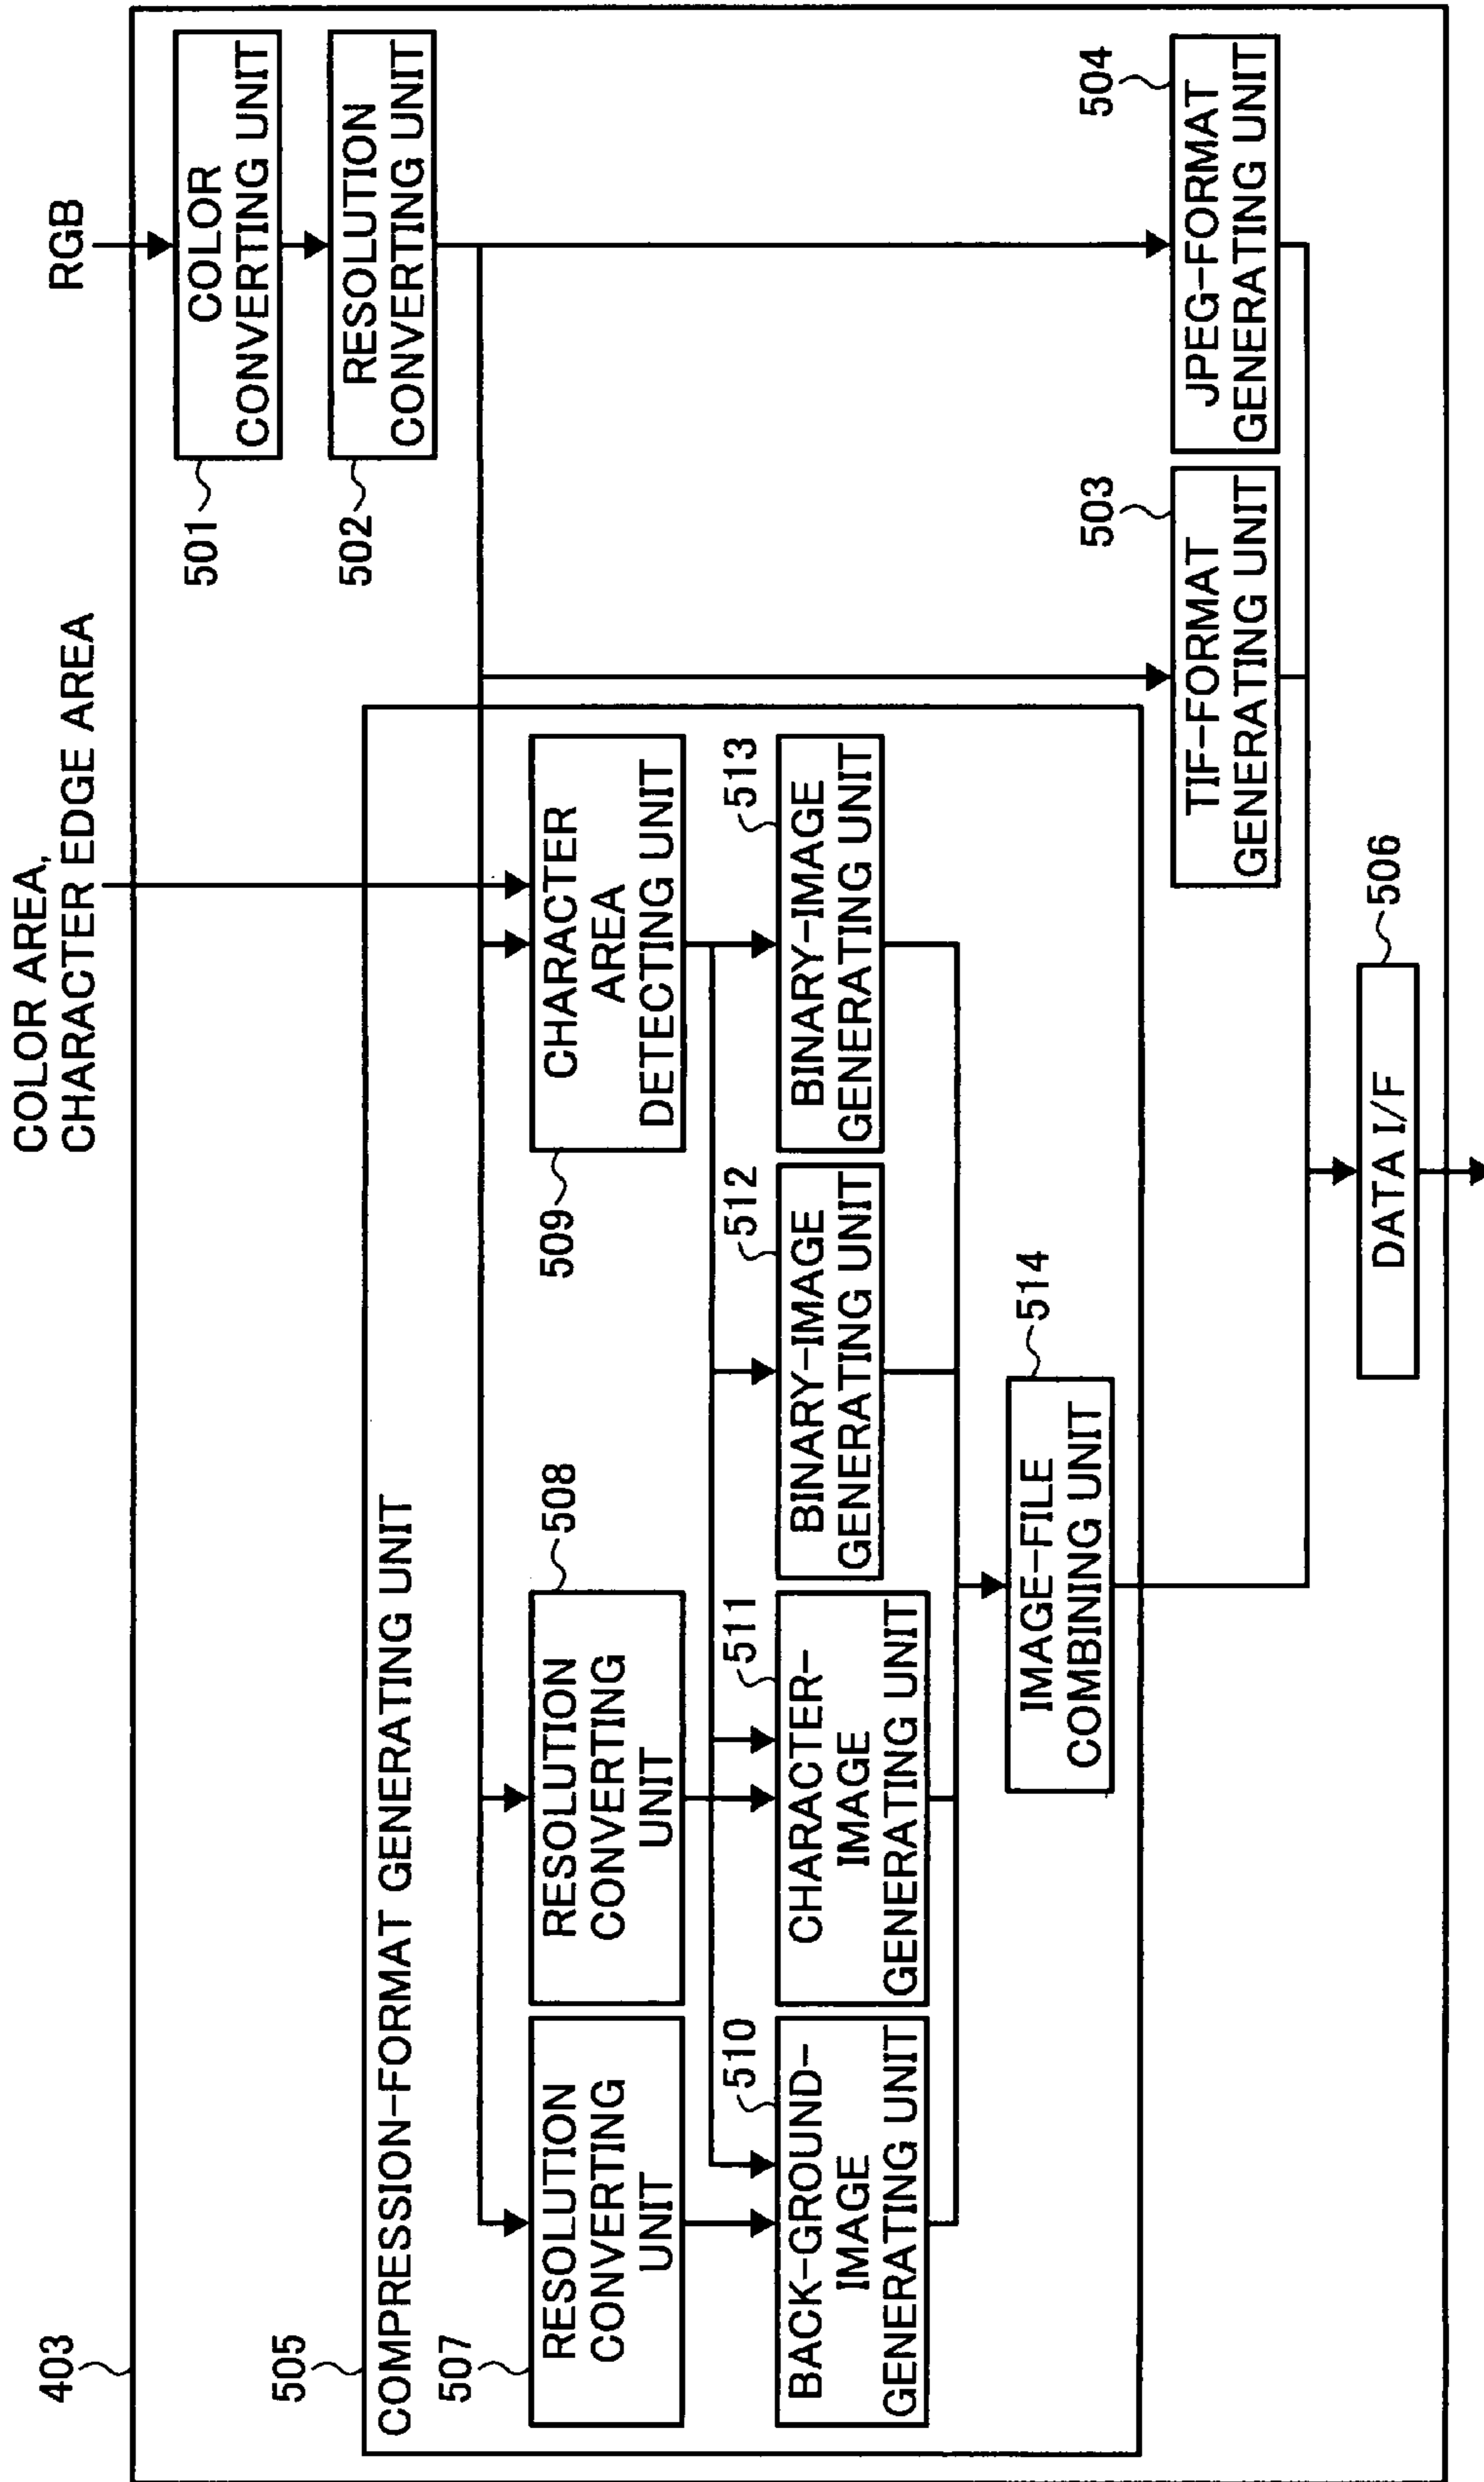 403
COLOR AREA,
CHARACTER EDGE AREA
RGB
505
COMPRESSION-FORMAT GENERATING UNIT
501
COLOR
CONVERTING UNIT
502
RESOLUTION
CONVERTING UNIT
507
RESOLUTION
CONVERTING
UNIT
508
RESOLUTION
CONVERTING
UNIT
509
CHARACTER
AREA
DETECTING UNIT
510
BACK-GROUND-
IMAGE
GENERATING UNIT
511
CHARACTER-
IMAGE
GENERATING UNIT
512
BINARY-IMAGE
GENERATING UNIT
513
BINARY-IMAGE
GENERATING UNIT
514
IMAGE-FILE
COMBINING UNIT
503
TIF-FORMAT
GENERATING UNIT
504
JPEG-FORMAT
GENERATING UNIT
506
DATA I/F